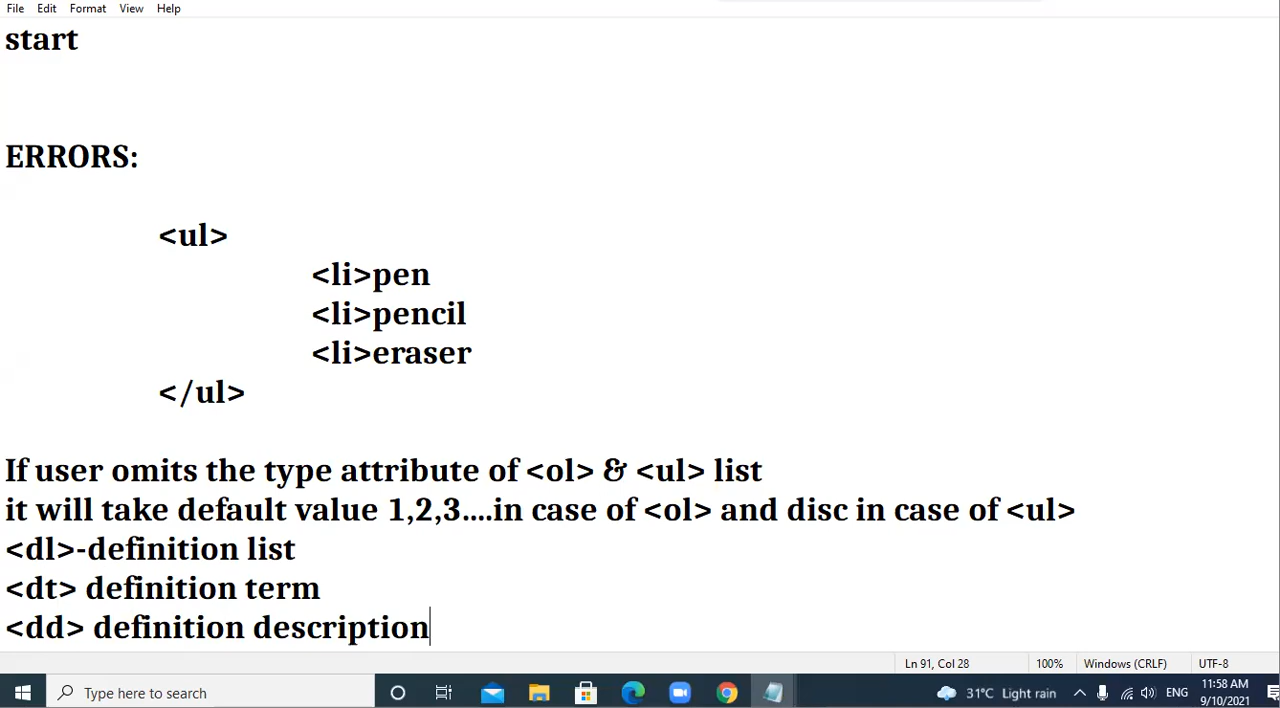 File Edit Format View Help
start
ERRORS:
<ul>
<li>pen
<li>pencil
<li>eraser
</ul>
If user omits the type attribute of <ol> & <ul> list
it will take default value 1,2,3....in case of <ol> and disc in case of <ul>
<dl>-definition list
<dt> definition term
<dd> definition description
Ln 91, Col 28 100% Windows (CRLF) UTF-8
Type here to search 31°C Light rain ENG 11:58 AM
9/10/2021